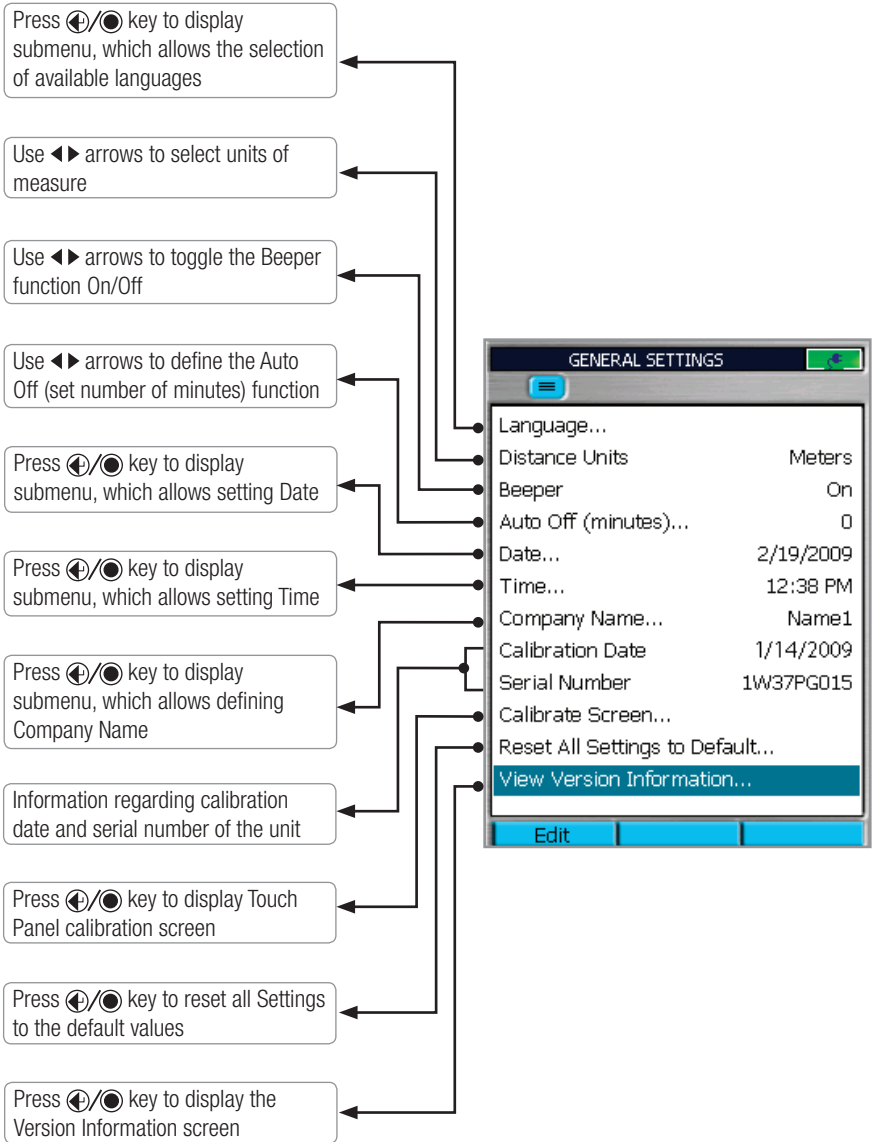 Press / key to display
submenu, which allows the selection
of available languages
Use ◀▶ arrows to select units of
measure
Use ◀▶ arrows to toggle the Beeper
function On/Off
Use ◀▶ arrows to define the Auto
Off (set number of minutes) function
Press / key to display
submenu, which allows setting Date
Press / key to display
submenu, which allows setting Time
Press / key to display
submenu, which allows defining
Company Name
Information regarding calibration
date and serial number of the unit
Press / key to display Touch
Panel calibration screen
Press / key to reset all Settings
to the default values
Press / key to display the
Version Information screen
GENERAL SETTINGS
Language...
Distance Units Meters
Beeper On
Auto Off (minutes)... 0
Date... 2/19/2009
Time... 12:38 PM
Company Name... Name1
Calibration Date 1/14/2009
Serial Number 1W37PG015
Calibrate Screen...
Reset All Settings to Default...
View Version Information...
Edit